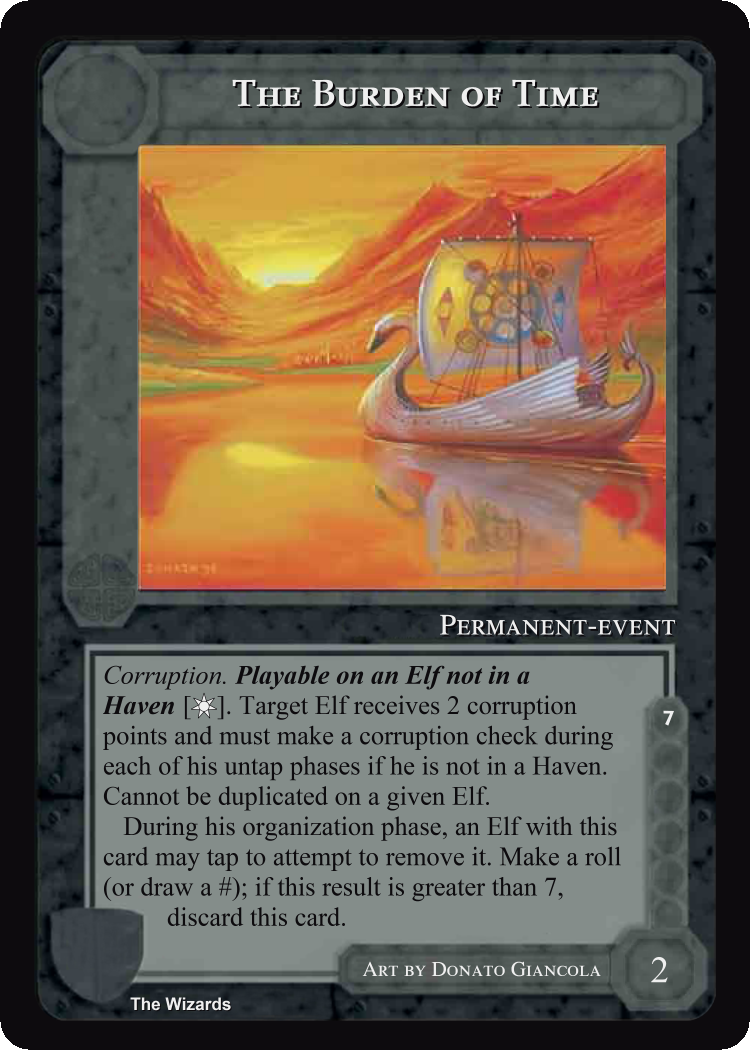 The Burden of Time
DONATO 95
Permanent-event
Corruption. Playable on an Elf not in a
Haven [☼]. Target Elf receives 2 corruption
points and must make a corruption check during
each of his untap phases if he is not in a Haven.
Cannot be duplicated on a given Elf.
During his organization phase, an Elf with this
card may tap to attempt to remove it. Make a roll
(or draw a #); if this result is greater than 7,
discard this card.
7
Art by Donato Giancola
2
The Wizards